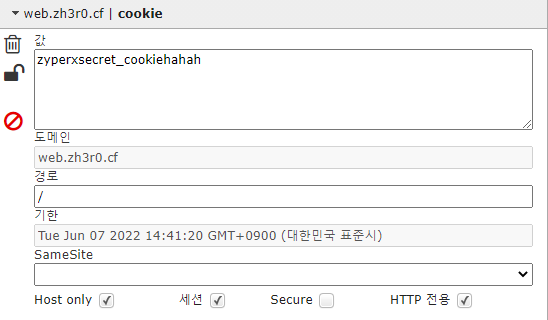 web.zh3r0.cf | cookie
값
zyperxsecret_cookiehahah
도메인
web.zh3r0.cf
경로
/
기한
Tue Jun 07 2022 14:41:20 GMT+0900 (대한민국 표준시)
SameSite
Host only 세션 Secure HTTP 전용